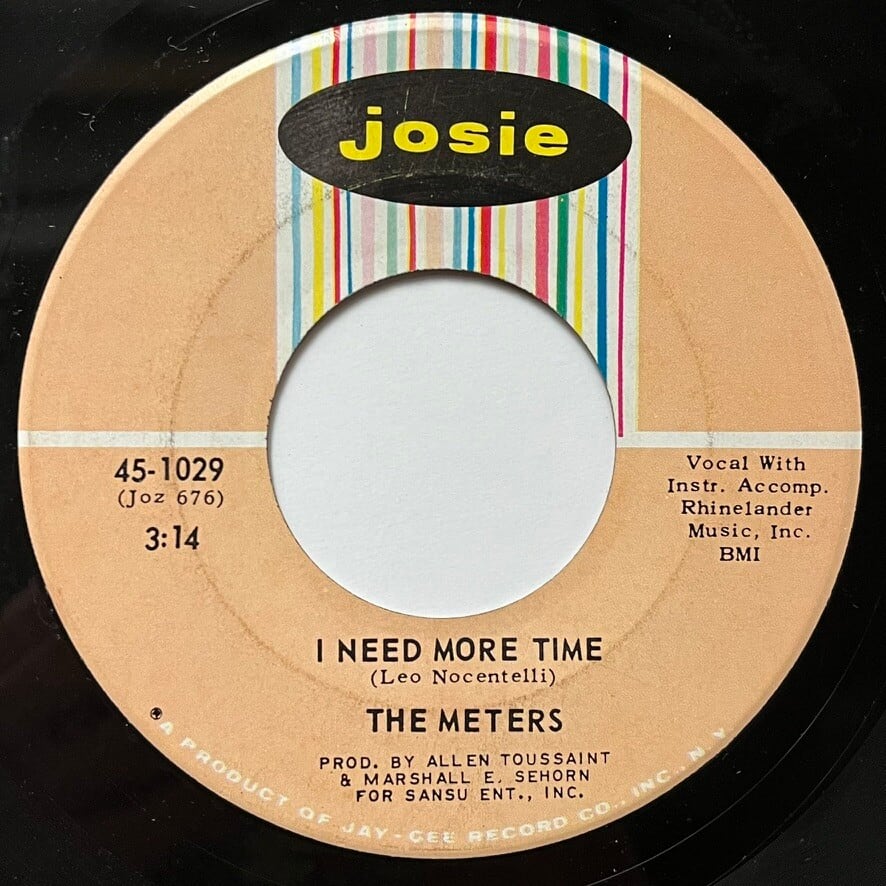 josie
45-1029
(Joz 676)
3:14
Vocal With
Instr. Accomp.
Rhinelander
Music, Inc.
BMI
I NEED MORE TIME
(Leo Nocentelli)
THE METERS
PROD. BY ALLEN TOUSSAINT
& MARSHALL E. SEHORN
FOR SANSU ENT., INC.
A PRODUCT OF JAY-GEE RECORD CO., INC., N.Y.